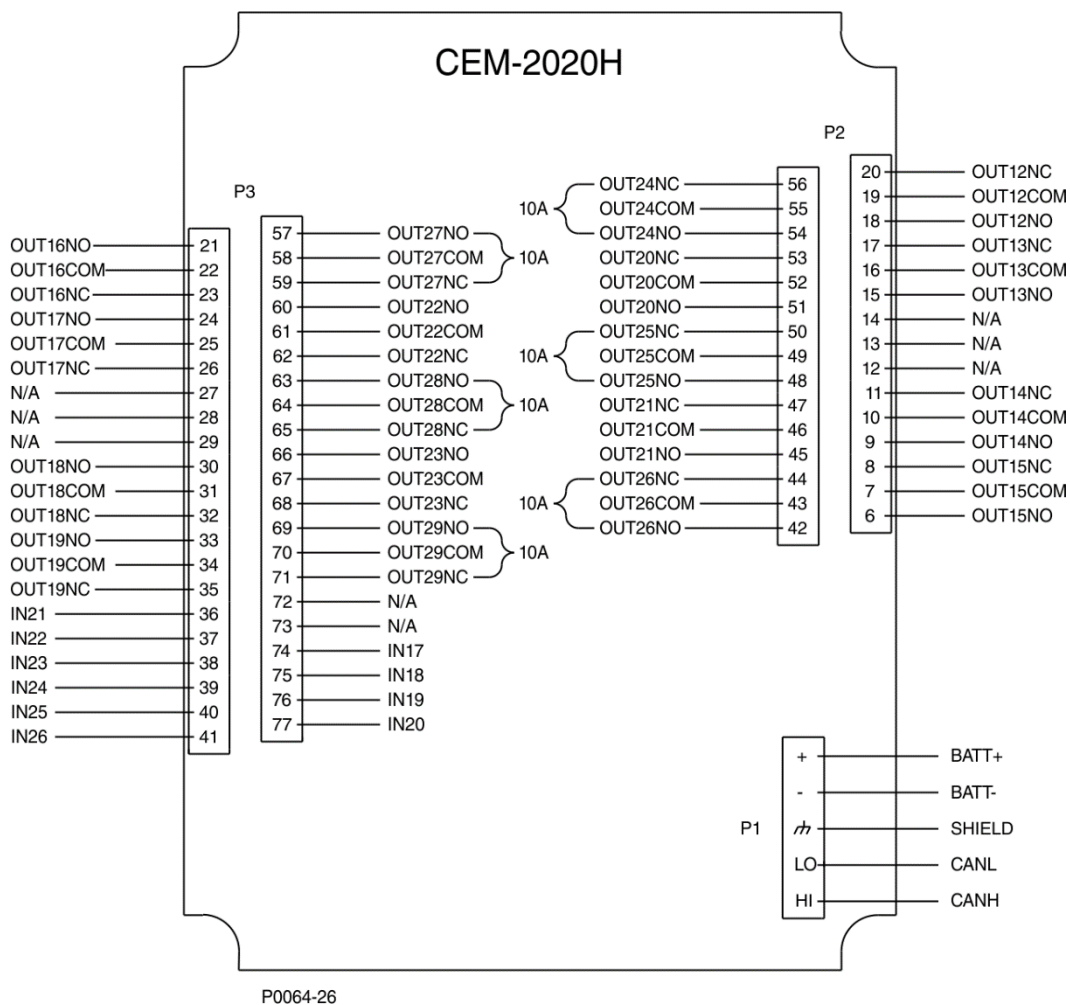 CEM-2020H
P3
OUT16NO 21
OUT16COM 22
OUT16NC 23
OUT17NO 24
OUT17COM 25
OUT17NC 26
N/A 27
N/A 28
N/A 29
OUT18NO 30
OUT18COM 31
OUT18NC 32
OUT19NO 33
OUT19COM 34
OUT19NC 35
IN21 36
IN22 37
IN23 38
IN24 39
IN25 40
IN26 41
57 OUT27NO
58 OUT27COM 10A
59 OUT27NC
60 OUT22NO
61 OUT22COM
62 OUT22NC
63 OUT28NO
64 OUT28COM 10A
65 OUT28NC
66 OUT23NO
67 OUT23COM
68 OUT23NC
69 OUT29NO
70 OUT29COM 10A
71 OUT29NC
72 N/A
73 N/A
74 IN17
75 IN18
76 IN19
77 IN20
P2
OUT24NC 56
10A OUT24COM 55
OUT24NO 54
OUT20NC 53
OUT20COM 52
OUT20NO 51
OUT25NC 50
10A OUT25COM 49
OUT25NO 48
OUT21NC 47
OUT21COM 46
OUT21NO 45
OUT26NC 44
10A OUT26COM 43
OUT26NO 42
20 OUT12NC
19 OUT12COM
18 OUT12NO
17 OUT13NC
16 OUT13COM
15 OUT13NO
14 N/A
13 N/A
12 N/A
11 OUT14NC
10 OUT14COM
9 OUT14NO
8 OUT15NC
7 OUT15COM
6 OUT15NO
P1
+ BATT+
- BATT-
SHIELD
LO CANL
HI CANH
P0064-26